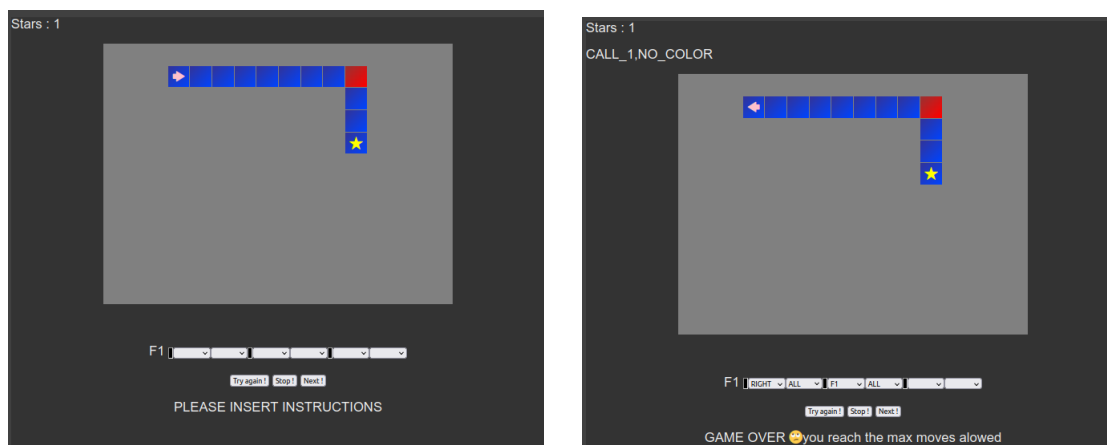 Stars : 1
F1
Try again ! Stop ! Next !
PLEASE INSERT INSTRUCTIONS
Stars : 1
CALL_1,NO_COLOR
F1 RIGHT ALL F1 ALL
Try again ! Stop ! Next !
GAME OVER 🙄you reach the max moves alowed